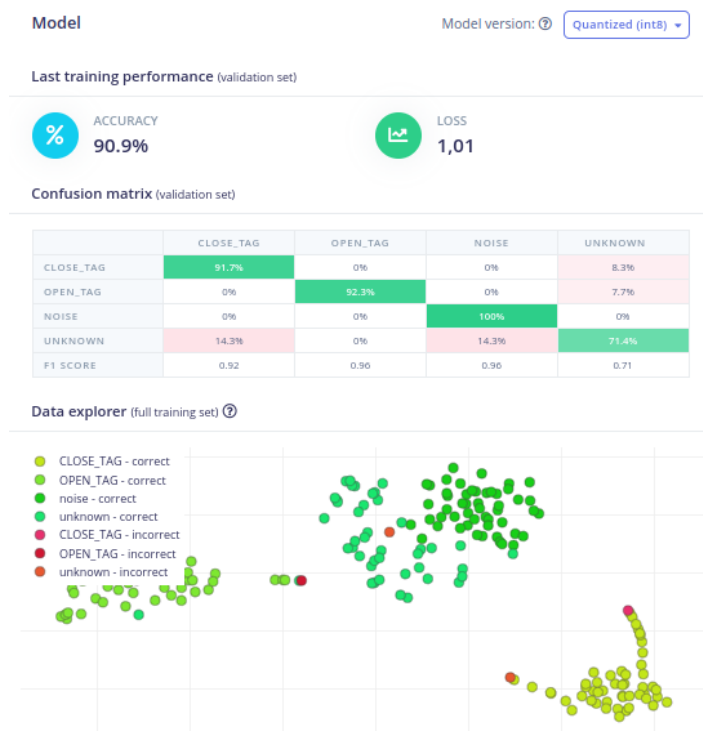 Model
Model version: ? Quantized (int8)
Last training performance (validation set)
% ACCURACY LOSS
90.9% 1,01
Confusion matrix (validation set)
CLOSE_TAG OPEN_TAG NOISE UNKNOWN
CLOSE_TAG 91.7% 0% 0% 8.3%
OPEN_TAG 0% 92.3% 0% 7.7%
NOISE 0% 0% 100% 0%
UNKNOWN 14.3% 0% 14.3% 71.4%
F1 SCORE 0.92 0.96 0.96 0.71
Data explorer (full training set) ?
CLOSE_TAG - correct
OPEN_TAG - correct
noise - correct
unknown - correct
CLOSE_TAG - incorrect
OPEN_TAG - incorrect
unknown - incorrect